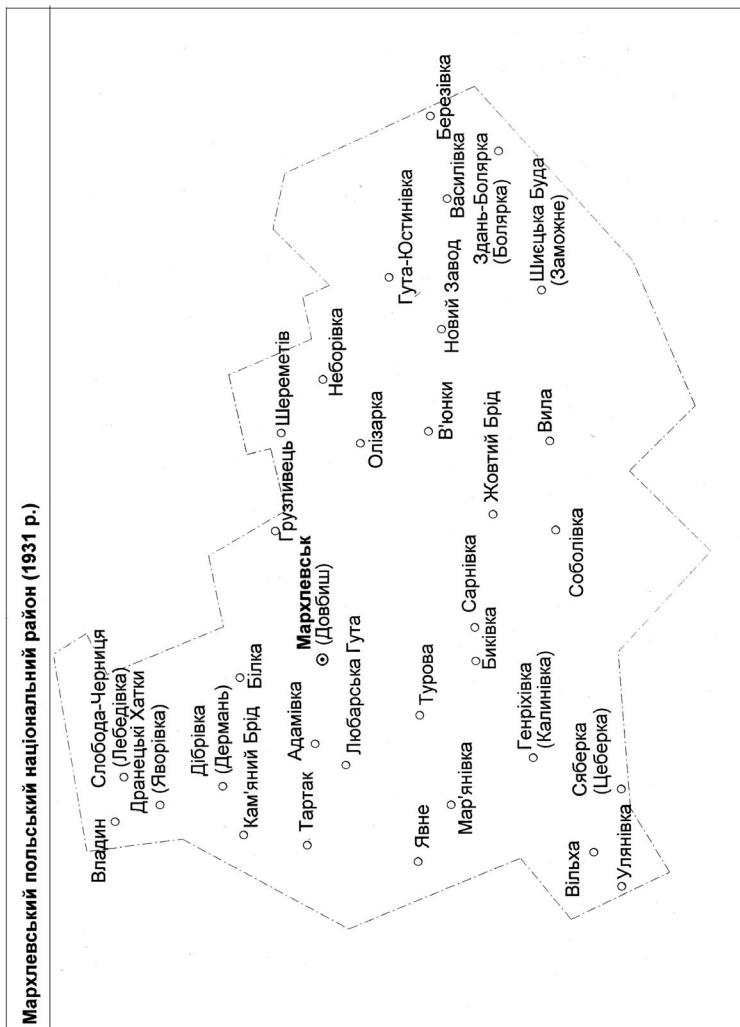 Мархлевський польський національний район (1931 р.)
Владин
Слобода-Черниця
(Лебедівка)
Дранецькі Хатки
(Яворівка)
Дібрівка
(Дермань)
Кам'яний Брід
Білка
Тартак
Адамівка
Мархлевськ
(Довбиш)
Любарська Гута
Грузливець
Шереметів
Неборівка
Олізарка
Гута-Юстинівка
Березівка
Василівка
Здань-Болярка
(Болярка)
Новий Завод
Шиєцька Буда
(Заможне)
В'юнки
Жовтий Брід
Вила
Соболівка
Сарнівка
Биківка
Турова
Явне
Мар'янівка
Генріхівка
(Калинівка)
Сяберка
(Цеберка)
Вільха
Улянівка